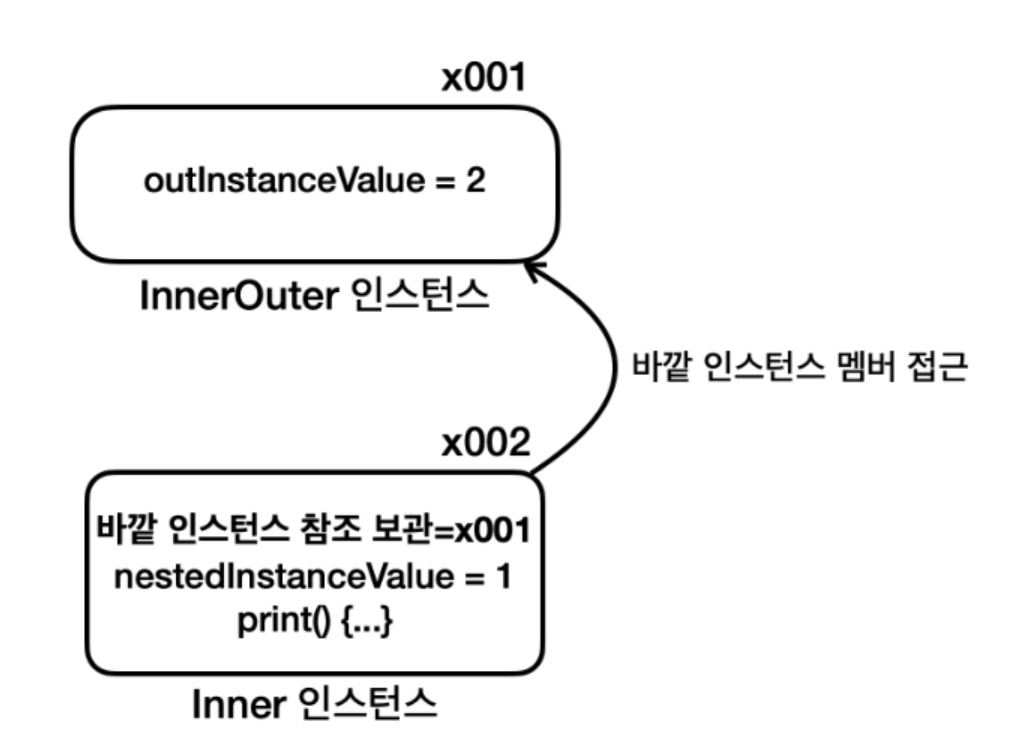 x001
outInstanceValue = 2
InnerOuter 인스턴스
바깥 인스턴스 멤버 접근
x002
바깥 인스턴스 참조 보관=x001
nestedInstanceValue = 1
print() {...}
Inner 인스턴스